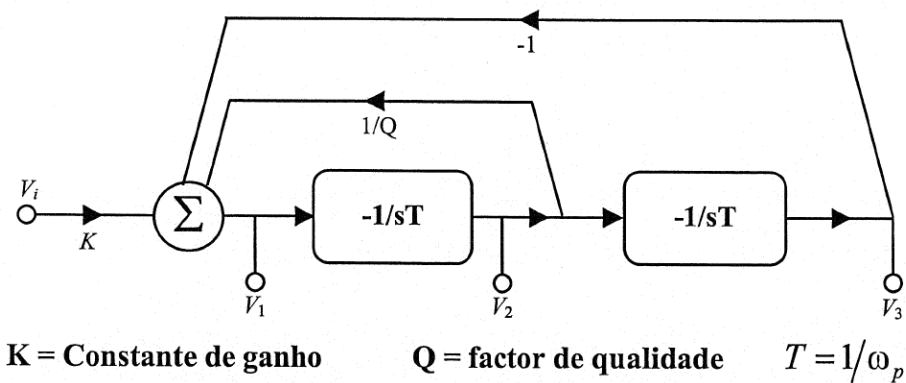 -1
1/Q
V_i
K
Σ
-1/sT
-1/sT
V_1
V_2
V_3
K = Constante de ganho
Q = factor de qualidade
T = 1/ω_p